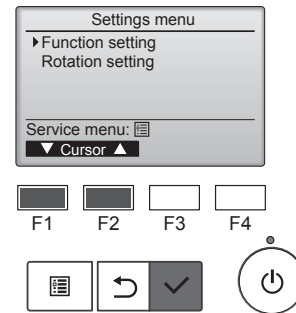 Settings menu
Function setting
Rotation setting
Service menu:
▼ Cursor ▲
F1 F2 F3 F4